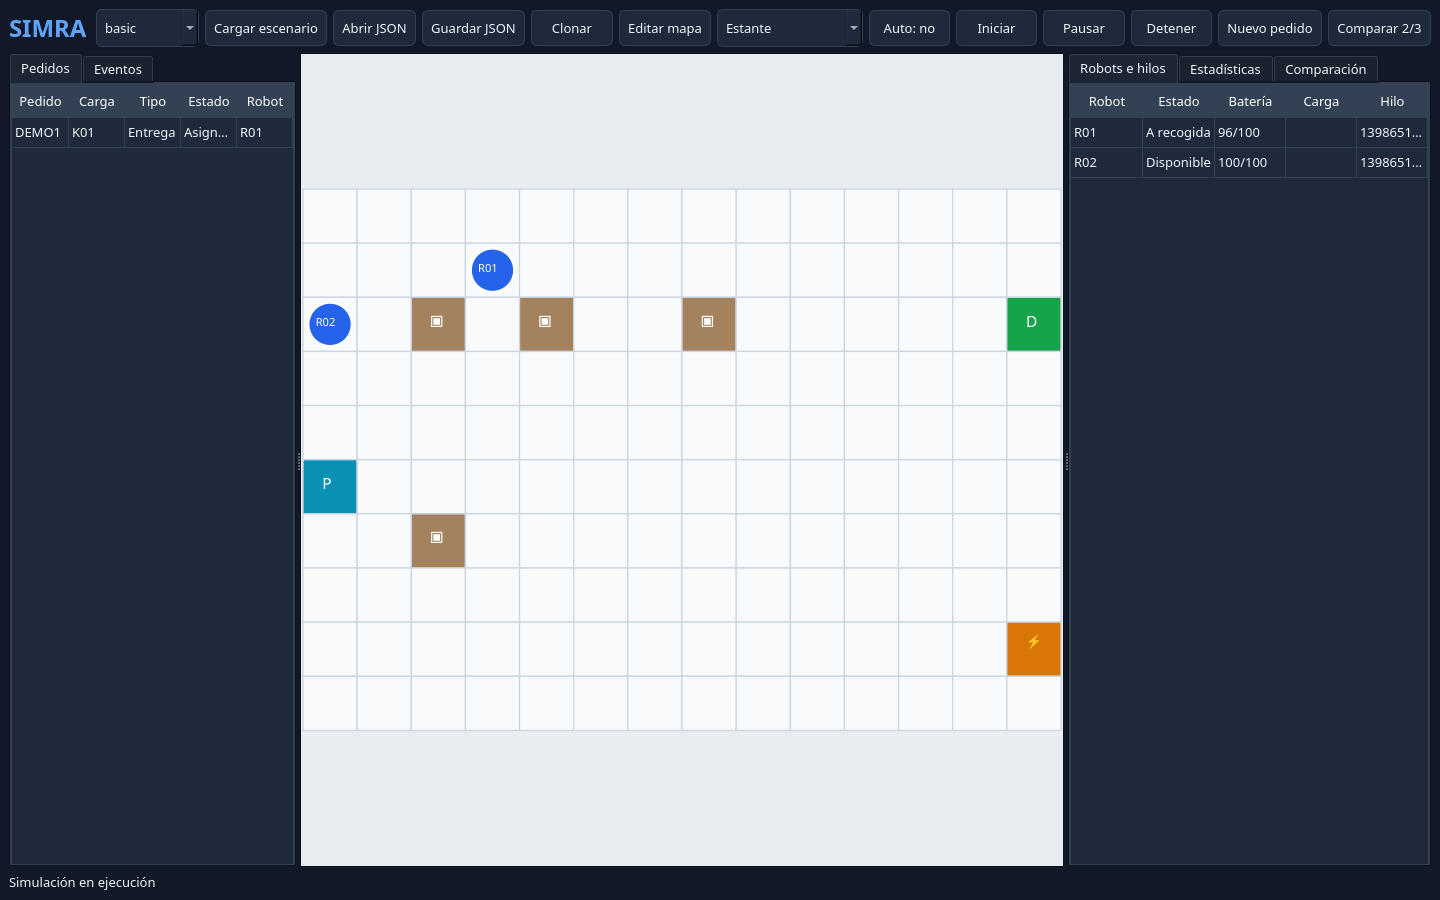 SIMRA basic Cargar escenario Abrir JSON Guardar JSON Clonar Editar mapa Estante Auto: no Iniciar Pausar Detener Nuevo pedido Comparar 2/3
Pedidos Eventos
Pedido Carga Tipo Estado Robot
DEMO1 K01 Entrega Asign... R01
R01
R02
D
P
Robots e hilos Estadísticas Comparación
Robot Estado Batería Carga Hilo
R01 A recogida 96/100 1398651...
R02 Disponible 100/100 1398651...
Simulación en ejecución